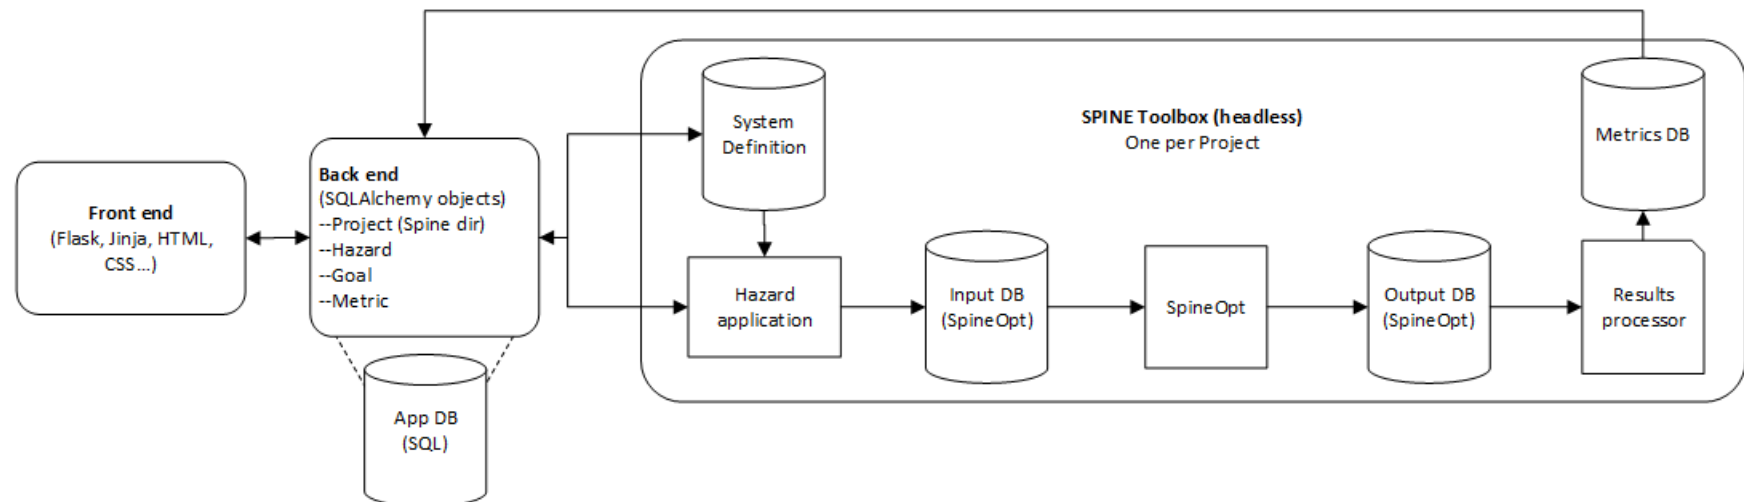 Front end
(Flask, Jinja, HTML,
CSS...)
Back end
(SQLAlchemy objects)
--Project (Spine dir)
--Hazard
--Goal
--Metric
App DB
(SQL)
System
Definition
SPINE Toolbox (headless)
One per Project
Metrics DB
Hazard
application
Input DB
(SpineOpt)
SpineOpt
Output DB
(SpineOpt)
Results
processor